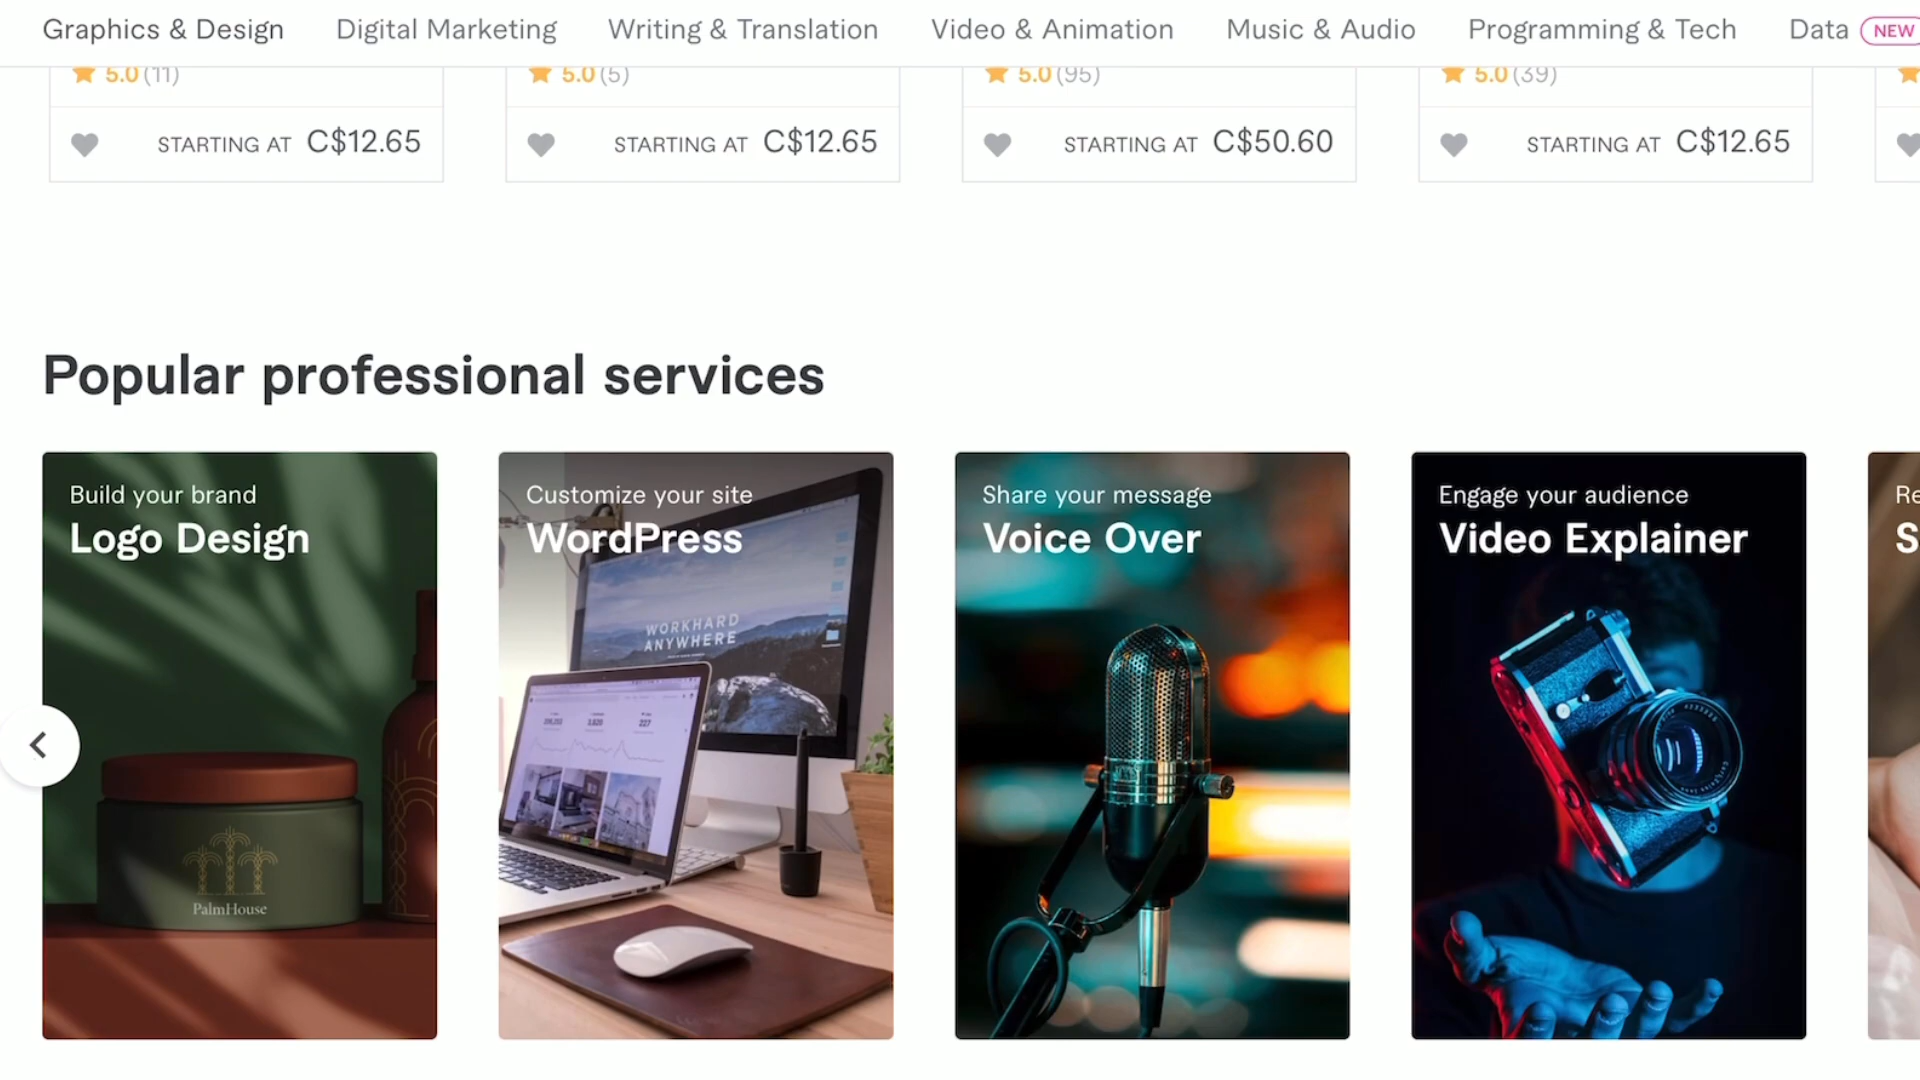 Graphics & Design Digital Marketing Writing & Translation Video & Animation Music & Audio Programming & Tech Data NEW
5.0 (11) 5.0 (5) 5.0 (95) 5.0 (39)
STARTING AT C$12.65 STARTING AT C$12.65 STARTING AT C$50.60 STARTING AT C$12.65
Popular professional services
Build your brand
Logo Design
PalmHouse
Customize your site
WordPress
WORKHARD
ANYWHERE
Share your message
Voice Over
Engage your audience
Video Explainer
Re
S